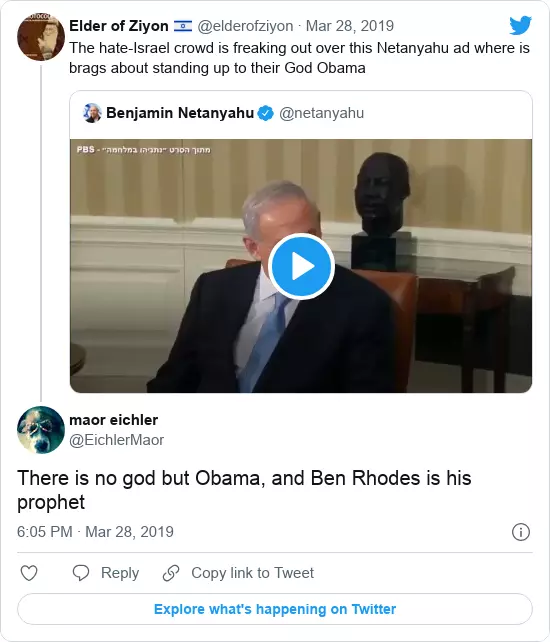 Elder of Ziyon 🇮🇱 @elderofziyon · Mar 28, 2019
The hate-Israel crowd is freaking out over this Netanyahu ad where is
brags about standing up to their God Obama
Benjamin Netanyahu @netanyahu
PBS - "מתוך הסרט "נתניהו במלחמה
maor eichler
@EichlerMaor
There is no god but Obama, and Ben Rhodes is his
prophet
6:05 PM · Mar 28, 2019
Reply
Copy link to Tweet
Explore what's happening on Twitter